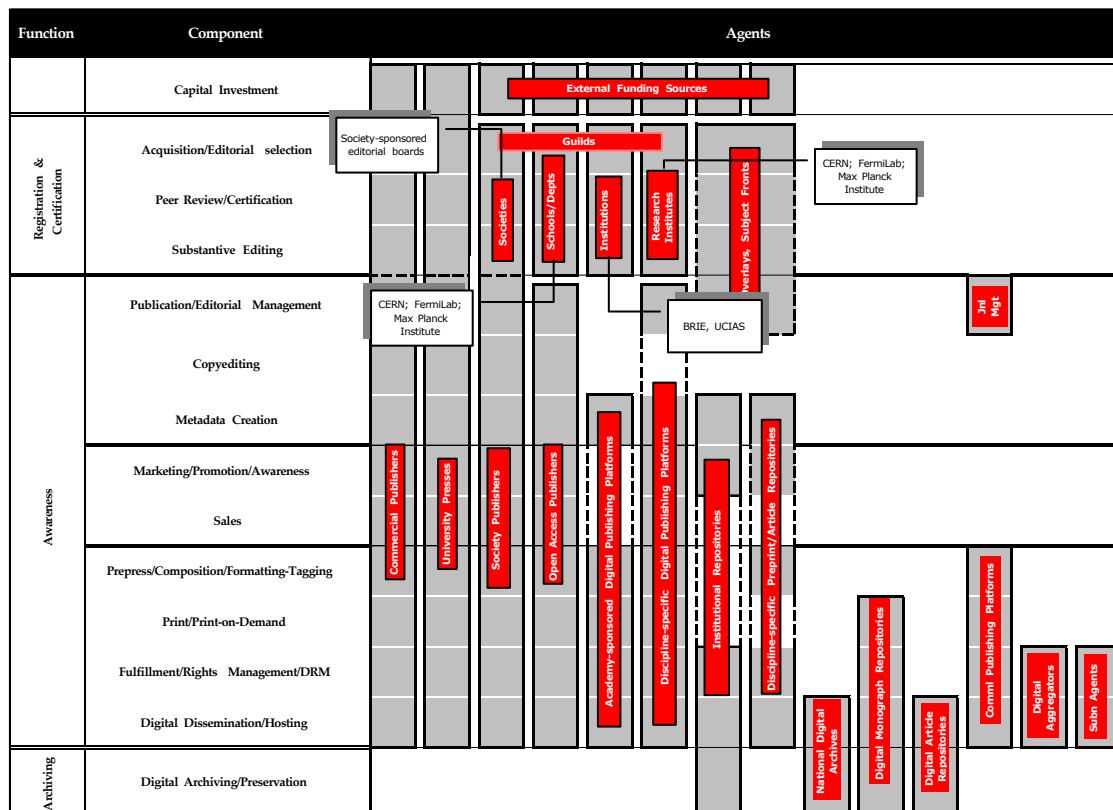 Function Component Agents
Capital Investment
External Funding Sources
Registration &
Certification
Acquisition/Editorial selection
Society-sponsored
editorial boards
Guilds
CERN; FermiLab;
Max Planck
Institute
Peer Review/Certification
Substantive Editing
Societies
Schools/Depts
Institutions
Research
Institutes
Overlays, Subject Fronts
Awareness
Publication/Editorial Management
CERN; FermiLab;
Max Planck
Institute
BRIE, UCIAS
Jnl
Mgt
Copyediting
Metadata Creation
Marketing/Promotion/Awareness
Sales
Commercial Publishers
University Presses
Society Publishers
Open Access Publishers
Academy-sponsored Digital Publishing Platforms
Discipline-specific Digital Publishing Platforms
Institutional Repositories
Discipline-specific Preprint/Article Repositories
Prepress/Composition/Formatting-Tagging
Print/Print-on-Demand
Fulfillment/Rights Management/DRM
Digital Dissemination/Hosting
National Digital
Archives
Digital Monograph Repositories
Digital Article
Repositories
Comml Publishing Platforms
Digital
Aggregators
Subn Agents
Archiving
Digital Archiving/Preservation